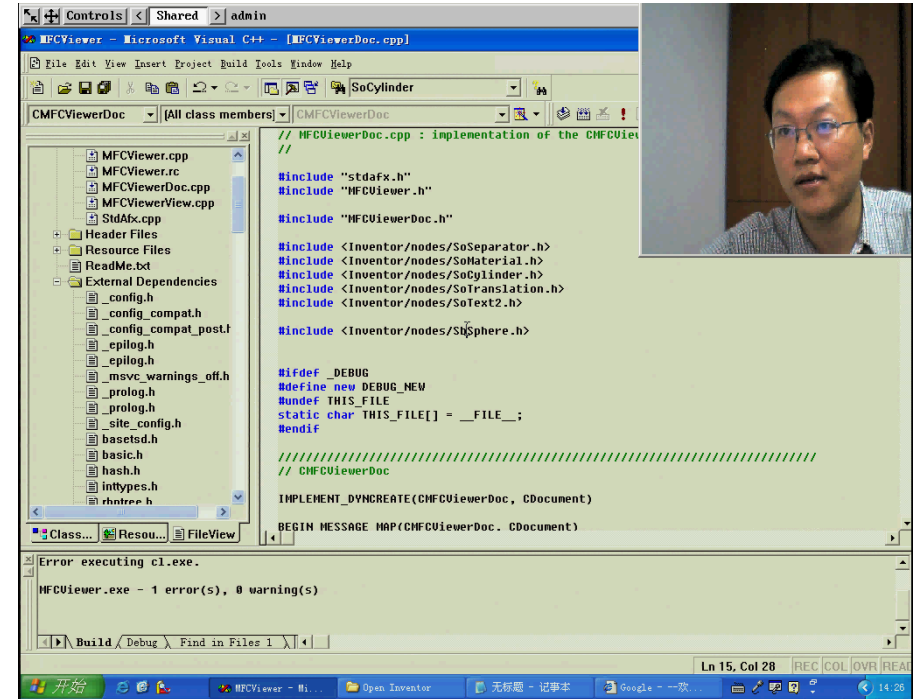 Controls < Shared > admin
MFCViewer - Microsoft Visual C++ - [MFCViewerDoc.cpp]
File Edit View Insert Project Build Tools Window Help
SoCylinder
CMFCViewerDoc [All class members] CMFCViewerDoc
MFCViewer.cpp
MFCViewer.rc
MFCViewerDoc.cpp
MFCViewerView.cpp
StdAfx.cpp
Header Files
Resource Files
ReadMe.txt
External Dependencies
_config.h
_config_compat.h
_config_compat_post.h
_epilog.h
_epilog.h
_msvc_warnings_off.h
_prolog.h
_prolog.h
_site_config.h
basetsd.h
basic.h
hash.h
inttypes.h
rbptree.h
Class... Resou... FileView
// MFCViewerDoc.cpp : implementation of the CMFCView
//
#include "stdafx.h"
#include "MFCViewer.h"
#include "MFCViewerDoc.h"
#include <Inventor/nodes/SoSeparator.h>
#include <Inventor/nodes/SoMaterial.h>
#include <Inventor/nodes/SoCylinder.h>
#include <Inventor/nodes/SoTranslation.h>
#include <Inventor/nodes/SoText2.h>
#include <Inventor/nodes/SbSphere.h>
#ifdef _DEBUG
#define new DEBUG_NEW
#undef THIS_FILE
static char THIS_FILE[] = __FILE__;
#endif
/////////////////////////////////////////////////////////////////////////////
// CMFCViewerDoc
IMPLEMENT_DYNCREATE(CMFCViewerDoc, CDocument)
BEGIN_MESSAGE_MAP(CMFCViewerDoc, CDocument)
Error executing cl.exe.
MFCViewer.exe - 1 error(s), 0 warning(s)
Build Debug Find in Files 1
Ln 15, Col 28 REC COL OVR READ
开始 MFCViewer - Mi... Open Inventor 无标题 - 记事本 Google - --欢... 14:26